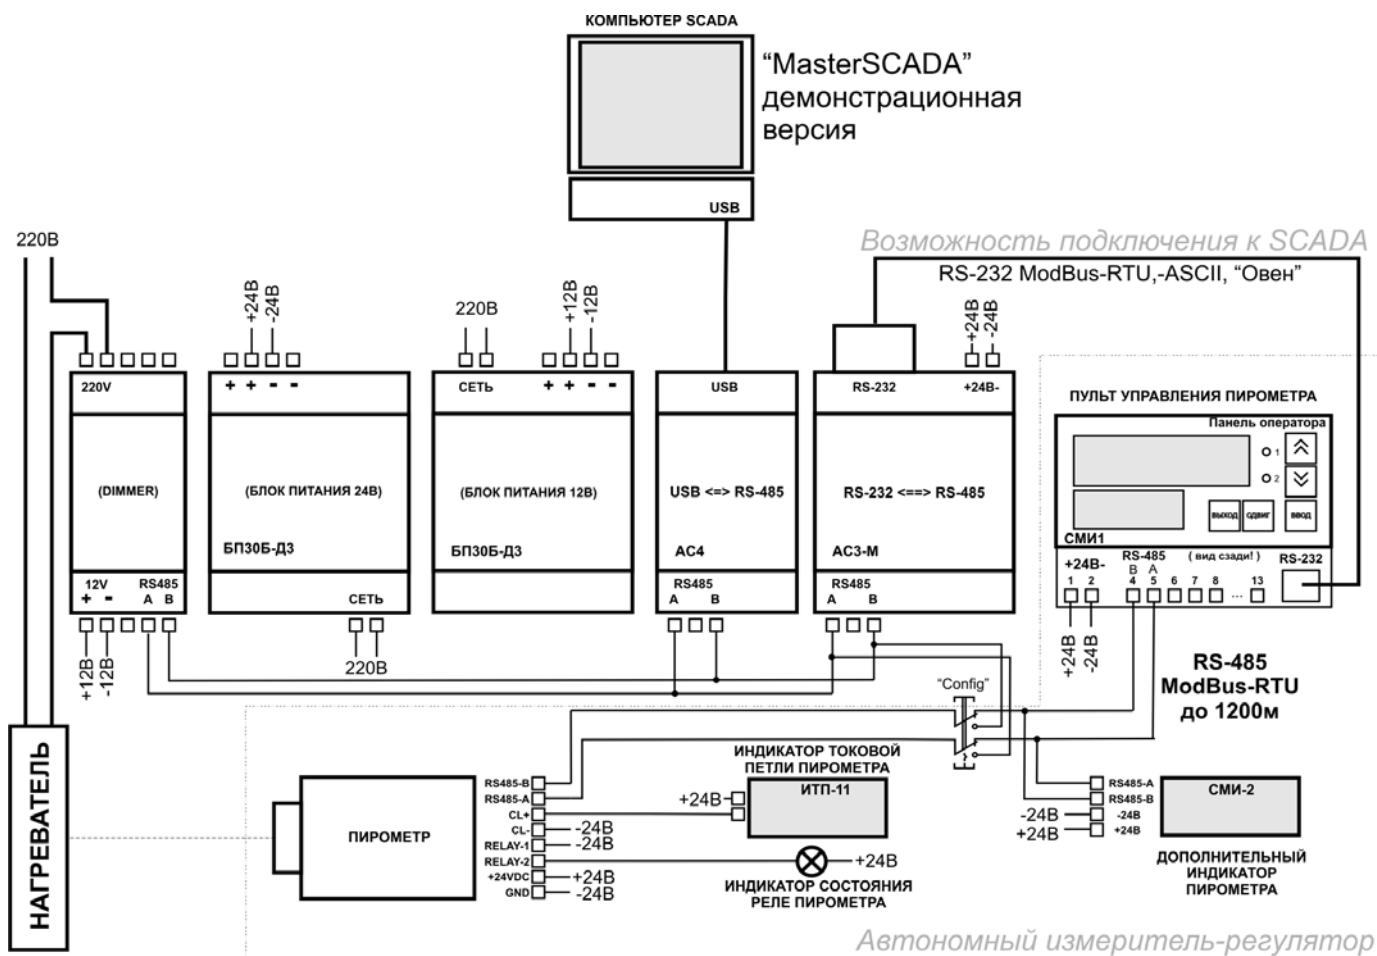 КОМПЬЮТЕР SCADA
“MasterSCADA”
демонстрационная
версия
USB
220В
Возможность подключения к SCADA
RS-232 ModBus-RTU,-ASCII, “Овен”
+24В
-24В
220В
+12В
-12В
+24В
-24В
220V
+ + - -
СЕТЬ
+ + - -
USB
RS-232
+24В-
ПУЛЬТ УПРАВЛЕНИЯ ПИРОМЕТРА
Панель оператора
1
2
ВЫХОД
СДВИГ
ВВОД
СМИ1
(DIMMER)
(БЛОК ПИТАНИЯ 24В)
(БЛОК ПИТАНИЯ 12В)
USB <=> RS-485
RS-232 <==> RS-485
БП30Б-Д3
БП30Б-Д3
АС4
АС3-М
RS-485
( вид сзади! )
RS-232
+24В-
B A
1 2 4 5 6 7 8 ... 13
12V
RS485
+ - A B
СЕТЬ
RS485
A B
RS485
A B
+12В
-12В
220В
+24В
-24В
RS-485
ModBus-RTU
до 1200м
“Config”
НАГРЕВАТЕЛЬ
ПИРОМЕТР
RS485-B
RS485-A
CL+
CL-
-24В
RELAY-1
-24В
RELAY-2
+24VDC
+24В
GND
-24В
ИНДИКАТОР ТОКОВОЙ
ПЕТЛИ ПИРОМЕТРА
+24В
ИТП-11
+24В
ИНДИКАТОР СОСТОЯНИЯ
РЕЛЕ ПИРОМЕТРА
RS485-A
RS485-B
-24В
-24В
+24В
+24В
СМИ-2
ДОПОЛНИТЕЛЬНЫЙ
ИНДИКАТОР
ПИРОМЕТРА
Автономный измеритель-регулятор